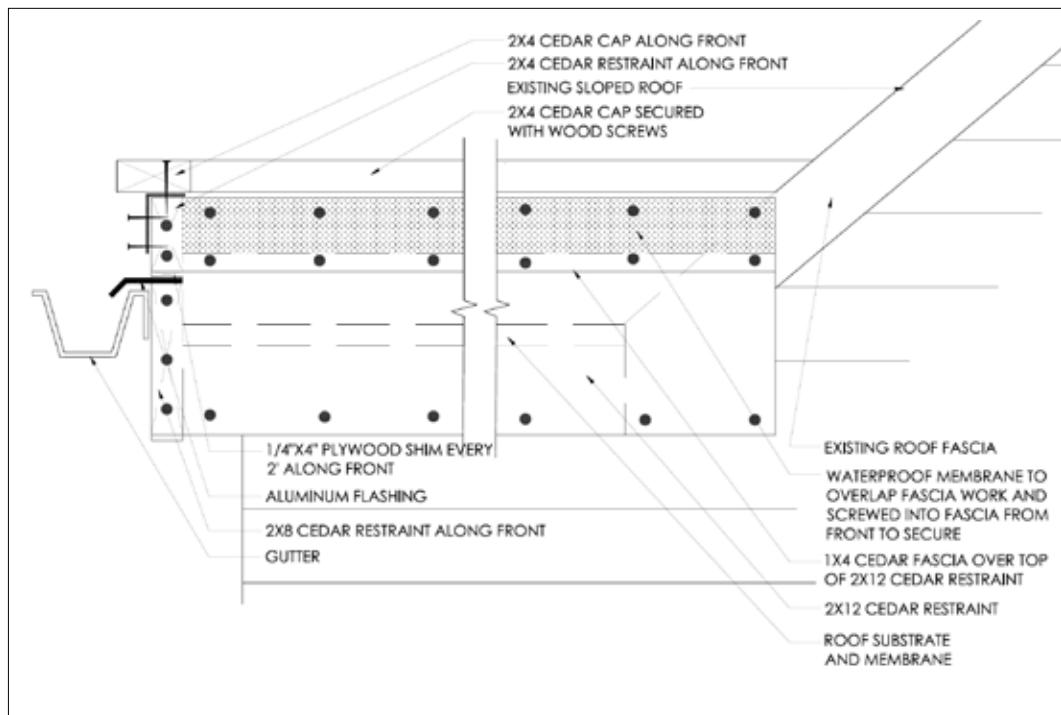 2X4 CEDAR CAP ALONG FRONT
2X4 CEDAR RESTRAINT ALONG FRONT
EXISTING SLOPED ROOF
2X4 CEDAR CAP SECURED
WITH WOOD SCREWS
1/4"X4" PLYWOOD SHIM EVERY
2' ALONG FRONT
ALUMINUM FLASHING
2X8 CEDAR RESTRAINT ALONG FRONT
GUTTER
EXISTING ROOF FASCIA
WATERPROOF MEMBRANE TO
OVERLAP FASCIA WORK AND
SCREWED INTO FASCIA FROM
FRONT TO SECURE
1X4 CEDAR FASCIA OVER TOP
OF 2X12 CEDAR RESTRAINT
2X12 CEDAR RESTRAINT
ROOF SUBSTRATE
AND MEMBRANE